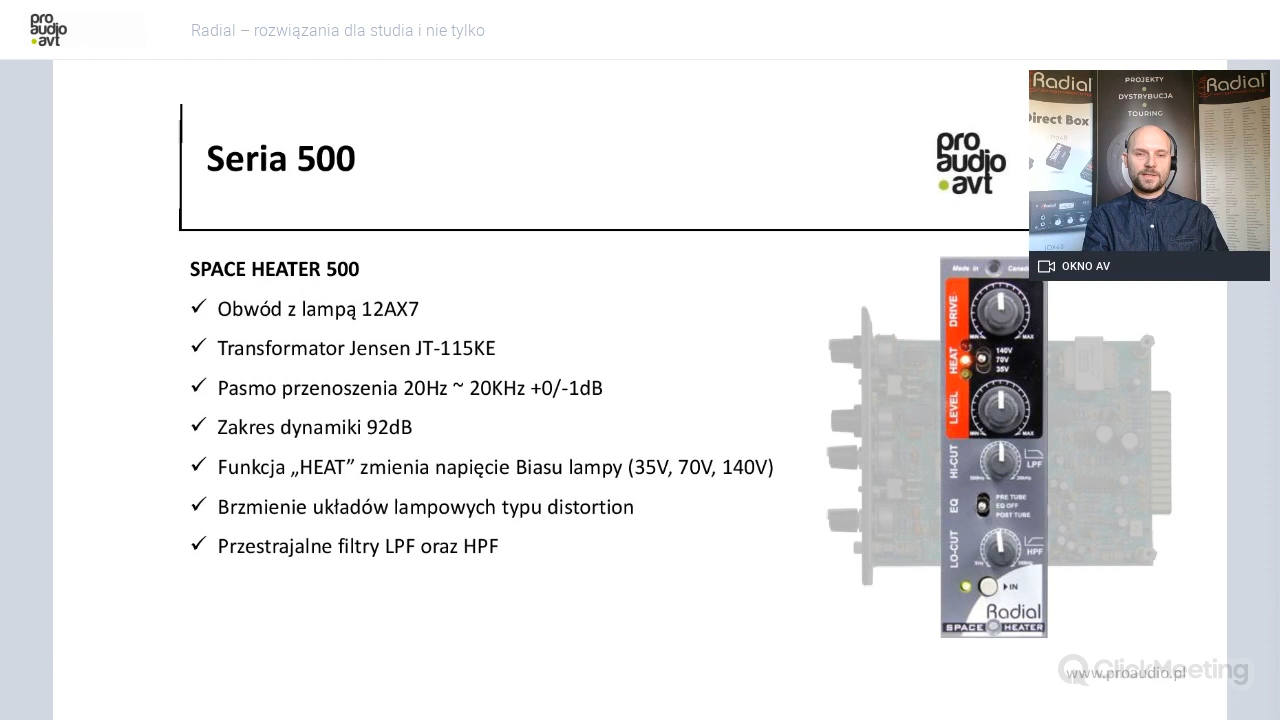 pro
audio
.avt
Radial – rozwiązania dla studia i nie tylko
Seria 500
pro
audio
.avt
Radial
PROJEKTY
DYSTRYBUCJA
TOURING
Radial
Direct Box
OKNO AV
SPACE HEATER 500
✓ Obwód z lampą 12AX7
✓ Transformator Jensen JT-115KE
✓ Pasmo przenoszenia 20Hz ~ 20KHz +0/-1dB
✓ Zakres dynamiki 92dB
✓ Funkcja „HEAT” zmienia napięcie Biasu lampy (35V, 70V, 140V)
✓ Brzmienie układów lampowych typu distortion
✓ Przestrajalne filtry LPF oraz HPF
Made in
DRIVE
MIN MAX
HEAT
140V
70V
35V
LEVEL
MIN MAX
HI-CUT
LPF
EQ
PRE TUBE
EQ OFF
POST TUBE
LO-CUT
HPF
IN
Radial
SPACE HEATER
ClickMeeting
www.proaudio.pl